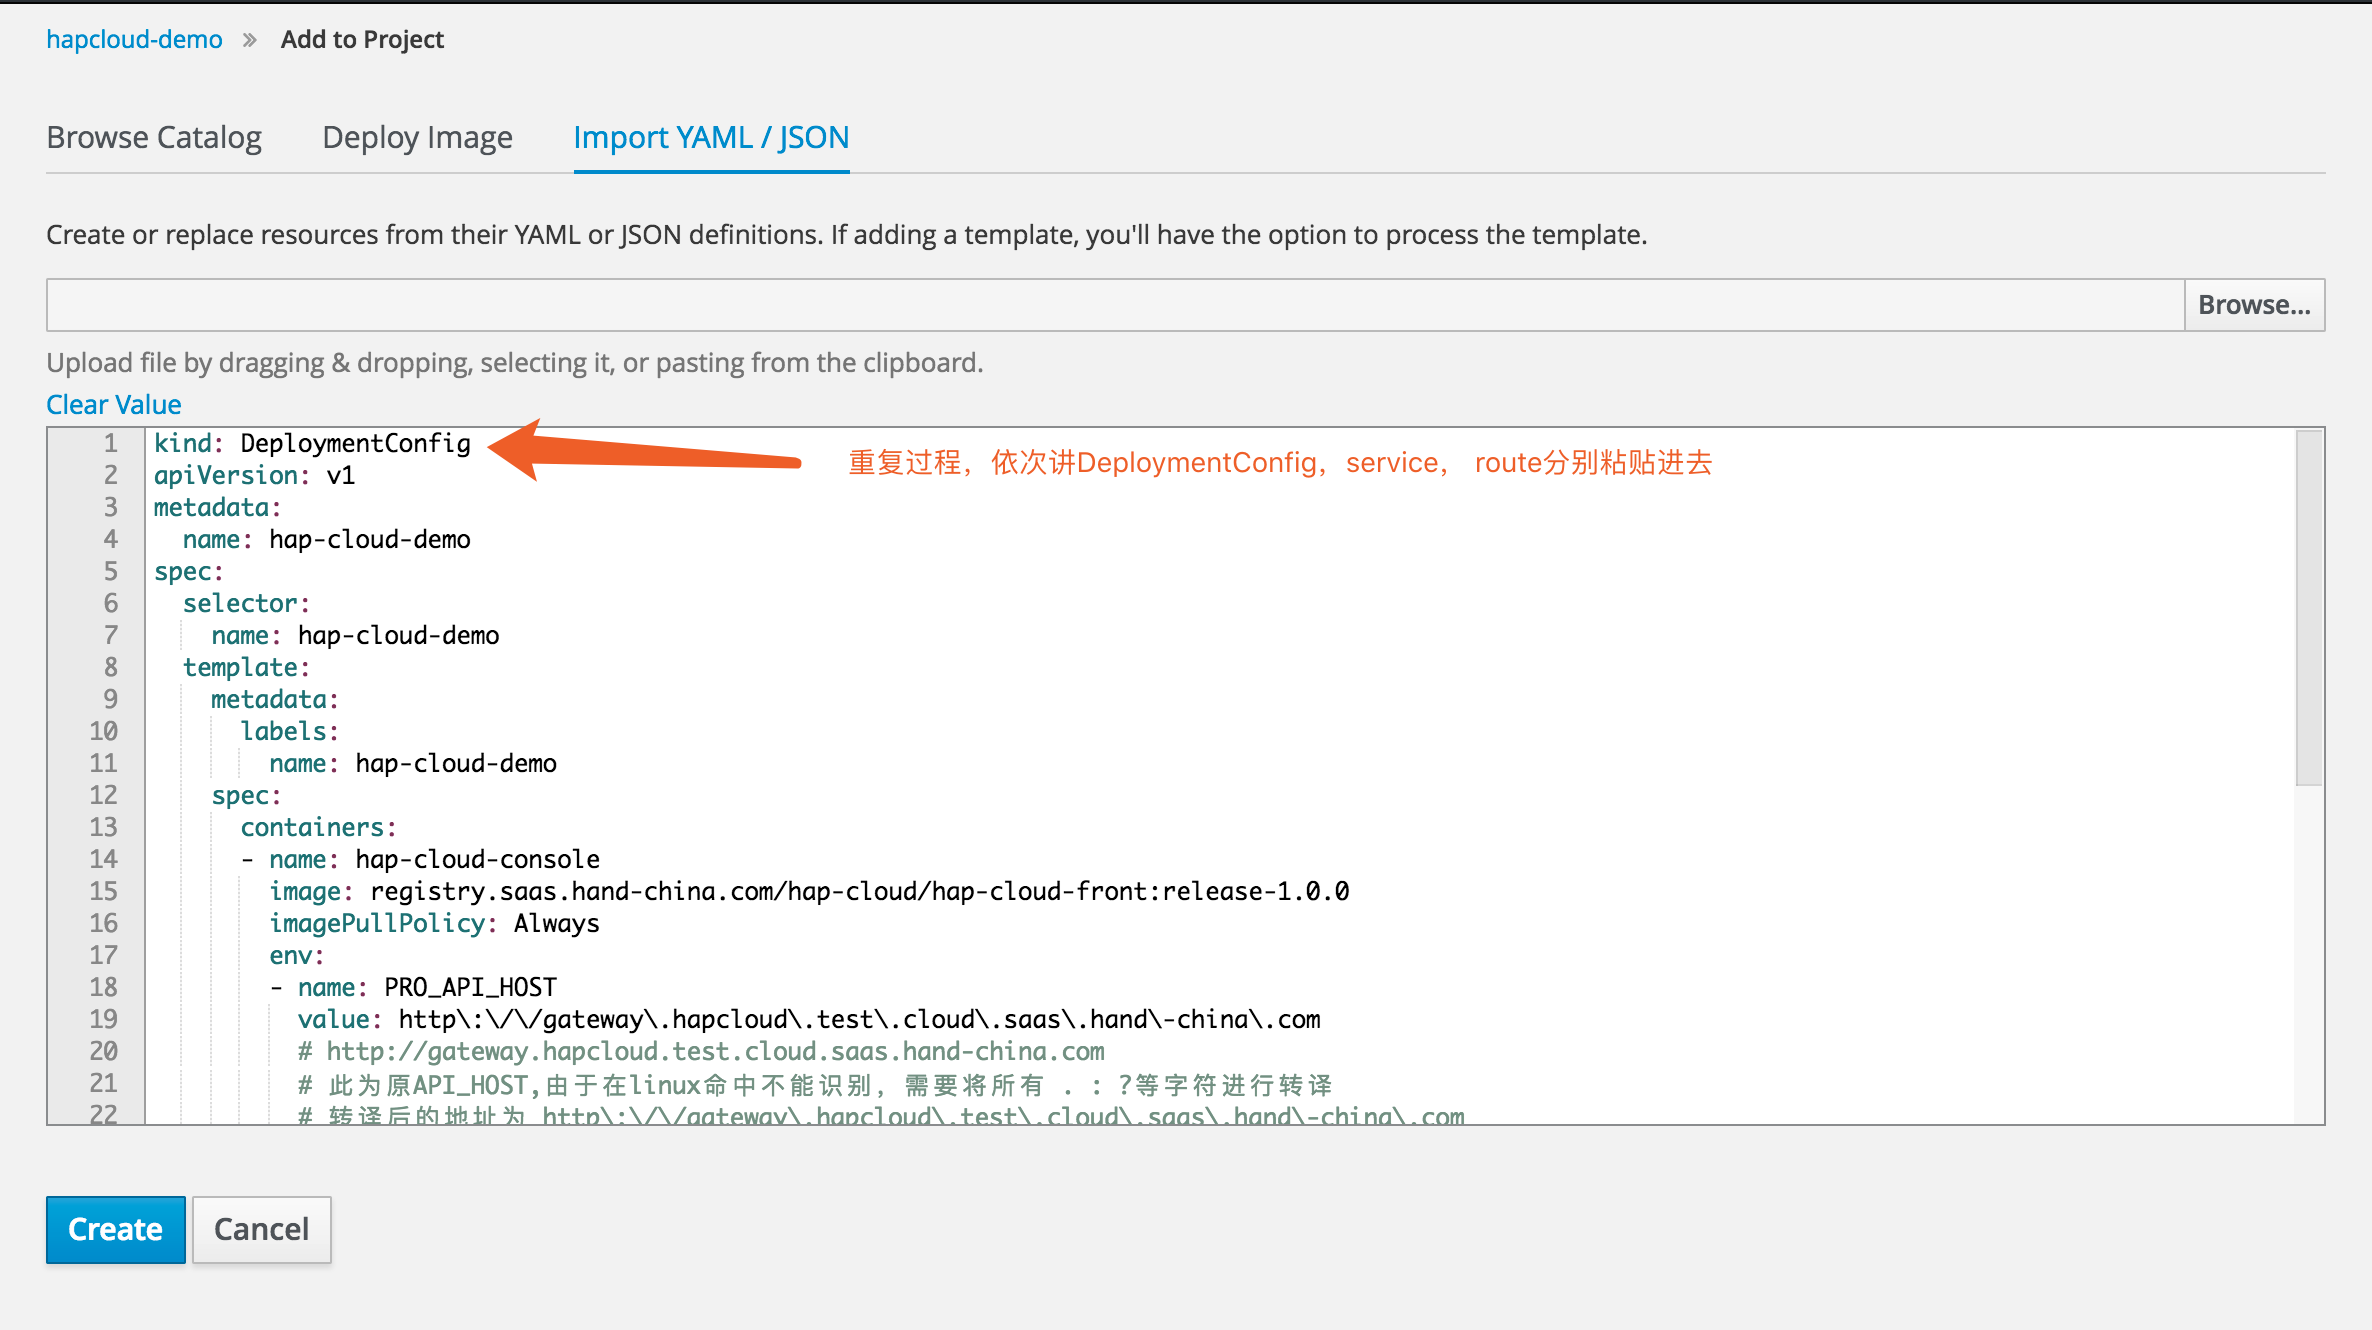 hapcloud-demo » Add to Project
Browse Catalog Deploy Image Import YAML / JSON
Create or replace resources from their YAML or JSON definitions. If adding a template, you'll have the option to process the template.
Browse...
Upload file by dragging & dropping, selecting it, or pasting from the clipboard.
Clear Value
1 kind: DeploymentConfig
重复过程，依次讲DeploymentConfig，service， route分别粘贴进去
2 apiVersion: v1
3 metadata:
4 name: hap-cloud-demo
5 spec:
6 selector:
7 name: hap-cloud-demo
8 template:
9 metadata:
10 labels:
11 name: hap-cloud-demo
12 spec:
13 containers:
14 - name: hap-cloud-console
15 image: registry.saas.hand-china.com/hap-cloud/hap-cloud-front:release-1.0.0
16 imagePullPolicy: Always
17 env:
18 - name: PRO_API_HOST
19 value: http\:\/\/gateway\.hapcloud\.test\.cloud\.saas\.hand\-china\.com
20 # http://gateway.hapcloud.test.cloud.saas.hand-china.com
21 # 此为原API_HOST,由于在linux命中不能识别，需要将所有 . : ?等字符进行转译
22 # 转译后的地址为 http\:\/\/gateway\.hapcloud\.test\.cloud\.saas\.hand\-china\.com
Create Cancel